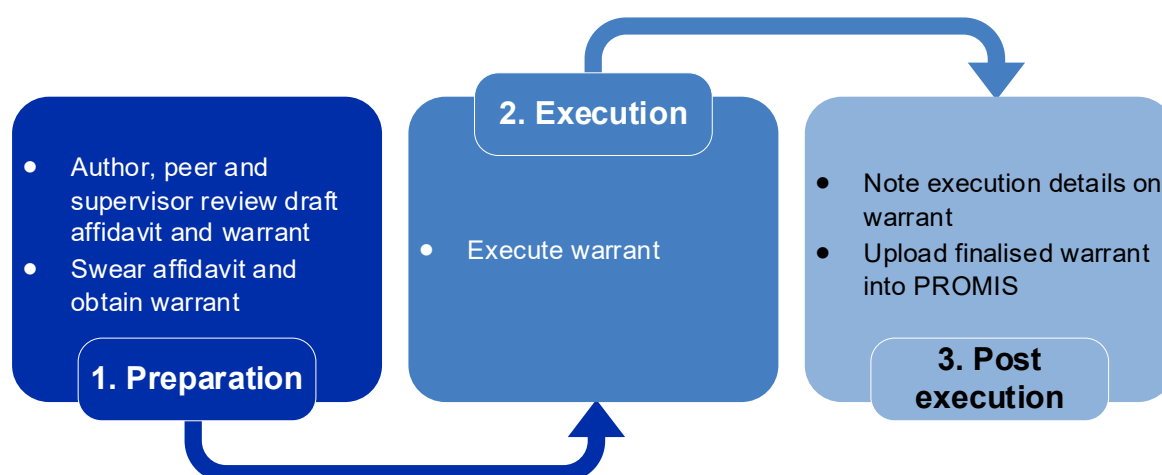 ● Author, peer and
supervisor review draft
affidavit and warrant
● Swear affidavit and
obtain warrant
1. Preparation
2. Execution
● Execute warrant
● Note execution details on
warrant
● Upload finalised warrant
into PROMIS
3. Post
execution